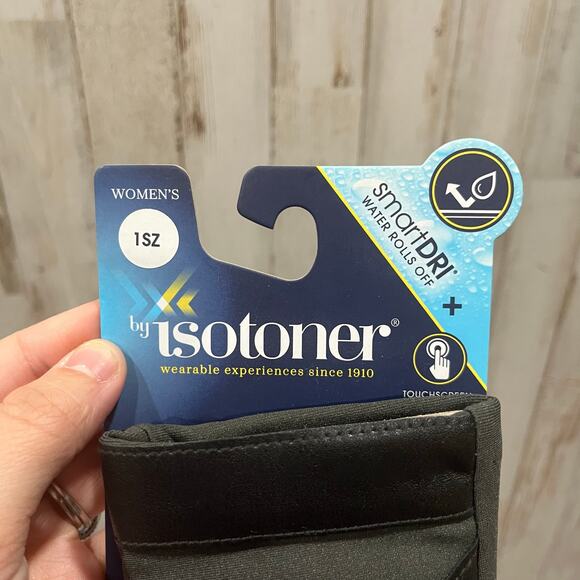 WOMEN'S
1SZ
by isotoner®
wearable experiences since 1910
smartDRI®
WATER ROLLS OFF
+
TOUCHSCREEN